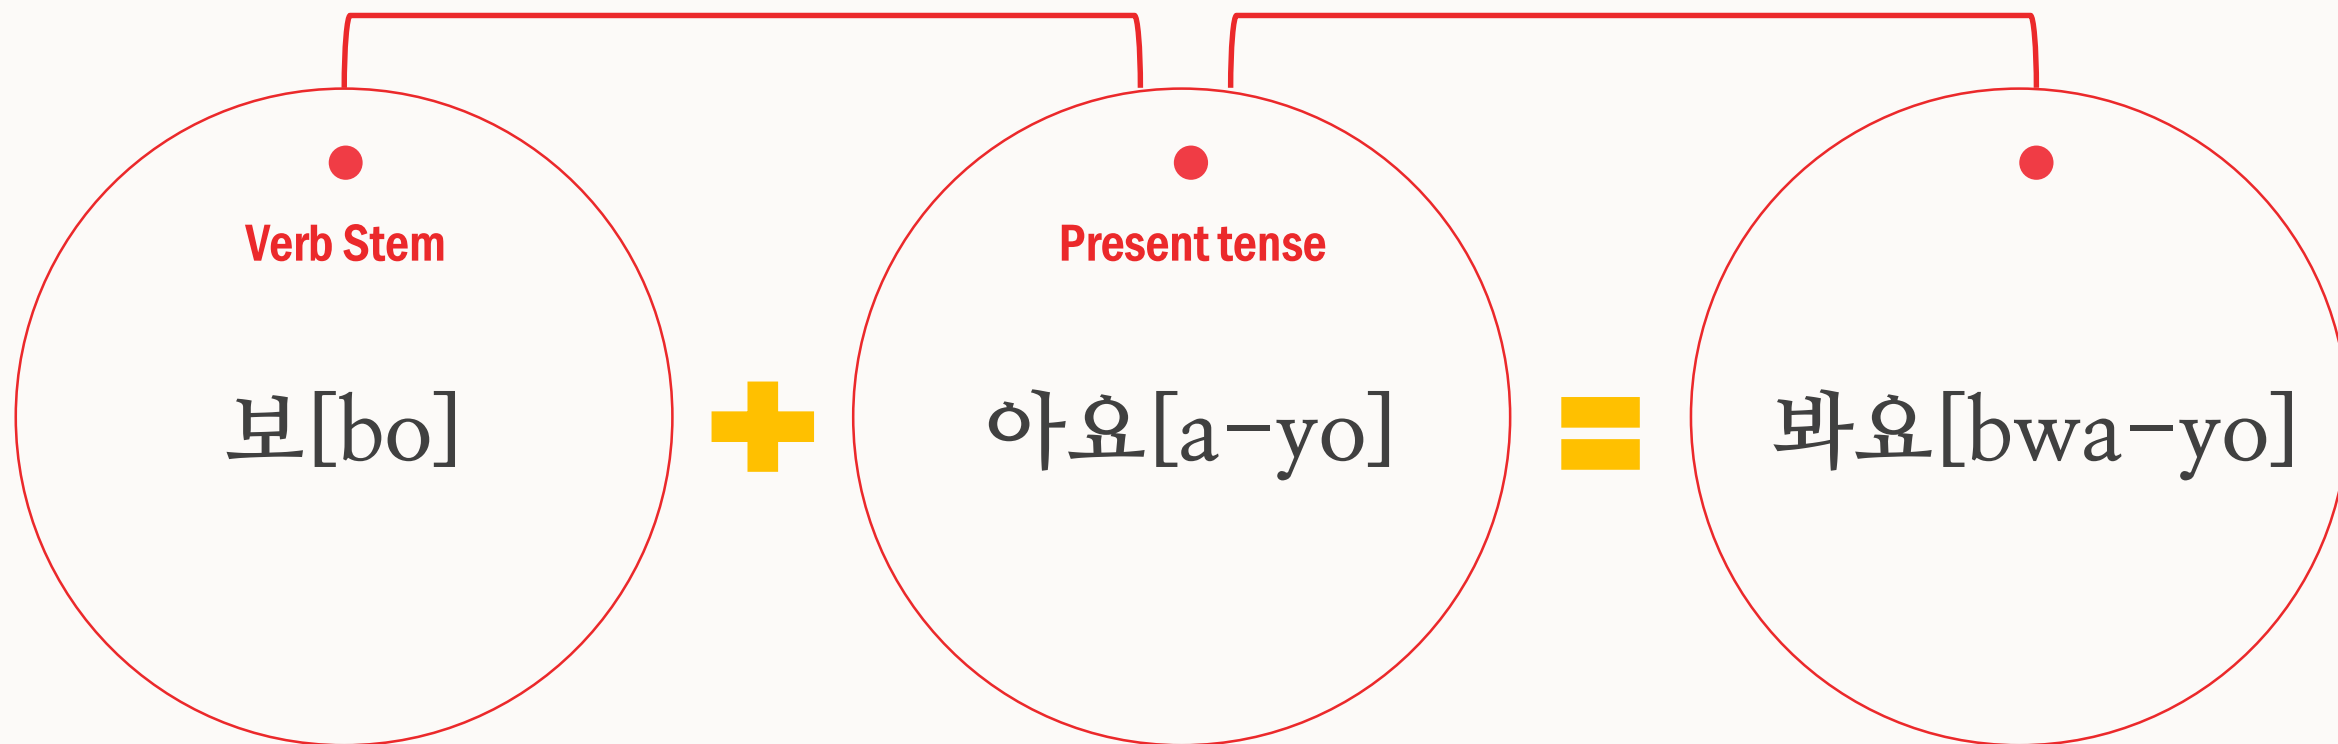 Verb Stem
Present tense
보[bo]
아요[a-yo]
봐요[bwa-yo]